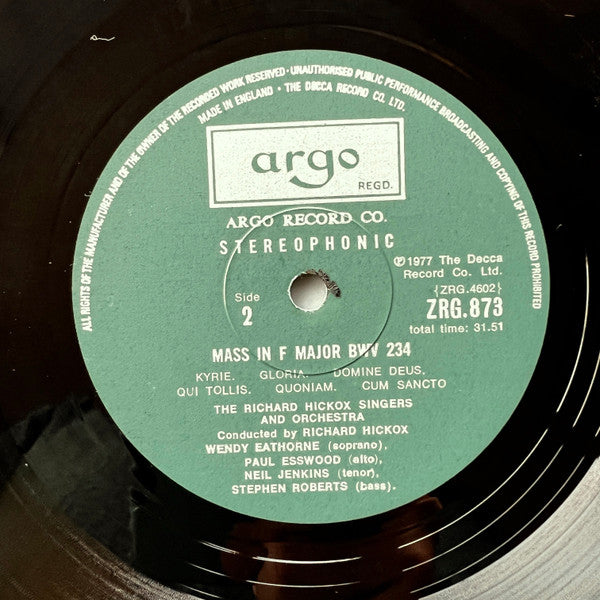 ALL RIGHTS OF THE MANUFACTURER AND OF THE OWNER OF THE RECORDED WORK RESERVED · UNAUTHORISED PUBLIC PERFORMANCE BROADCASTING AND COPYING OF THIS RECORD PROHIBITED
MADE IN ENGLAND · THE DECCA RECORD CO. LTD.
argo
REGD.
ARGO RECORD CO.
STEREOPHONIC
℗1977 The Decca
Record Co. Ltd.
Side
2
{ZRG.4602}
ZRG.873
total time: 31.51
MASS IN F MAJOR BWV 234
KYRIE. GLORIA. DOMINE DEUS.
QUI TOLLIS. QUONIAM. CUM SANCTO
THE RICHARD HICKOX SINGERS
AND ORCHESTRA
Conducted by RICHARD HICKOX
WENDY EATHORNE (soprano),
PAUL ESSWOOD (alto),
NEIL JENKINS (tenor),
STEPHEN ROBERTS (bass).